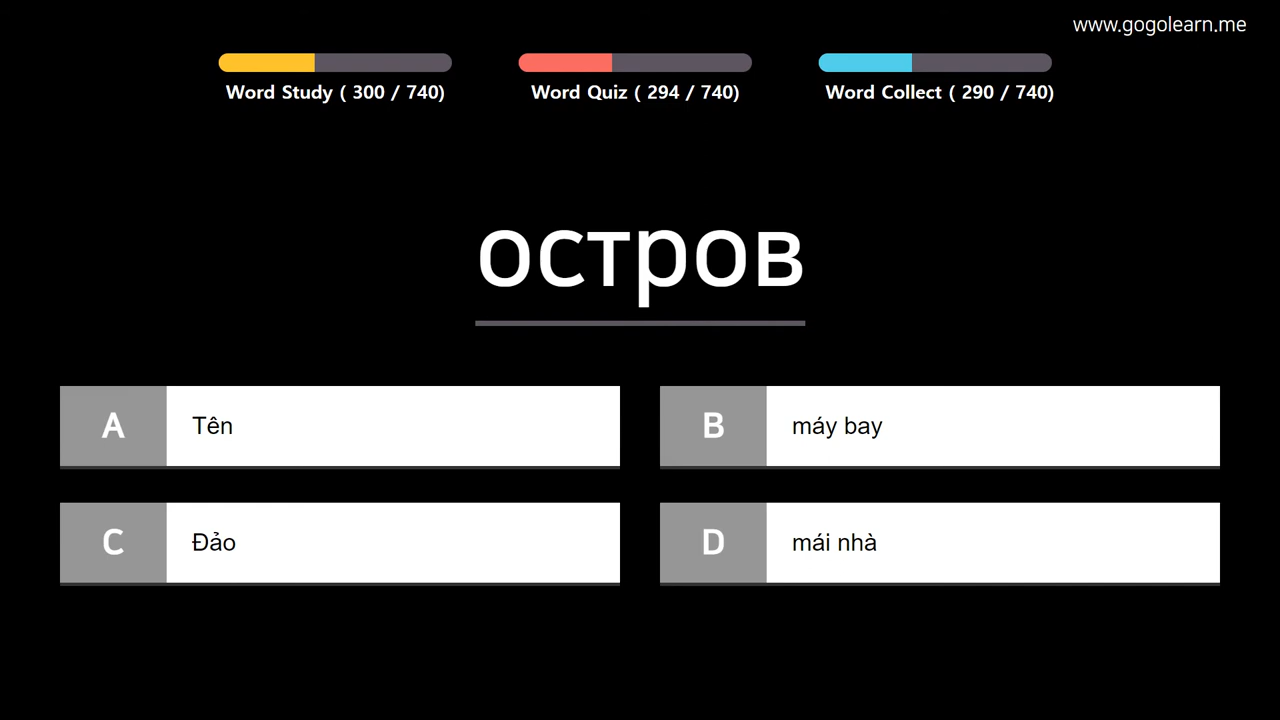 www.gogolearn.me
Word Study ( 300 / 740)
Word Quiz ( 294 / 740)
Word Collect ( 290 / 740)
остров
A Tên
B máy bay
C Đảo
D mái nhà